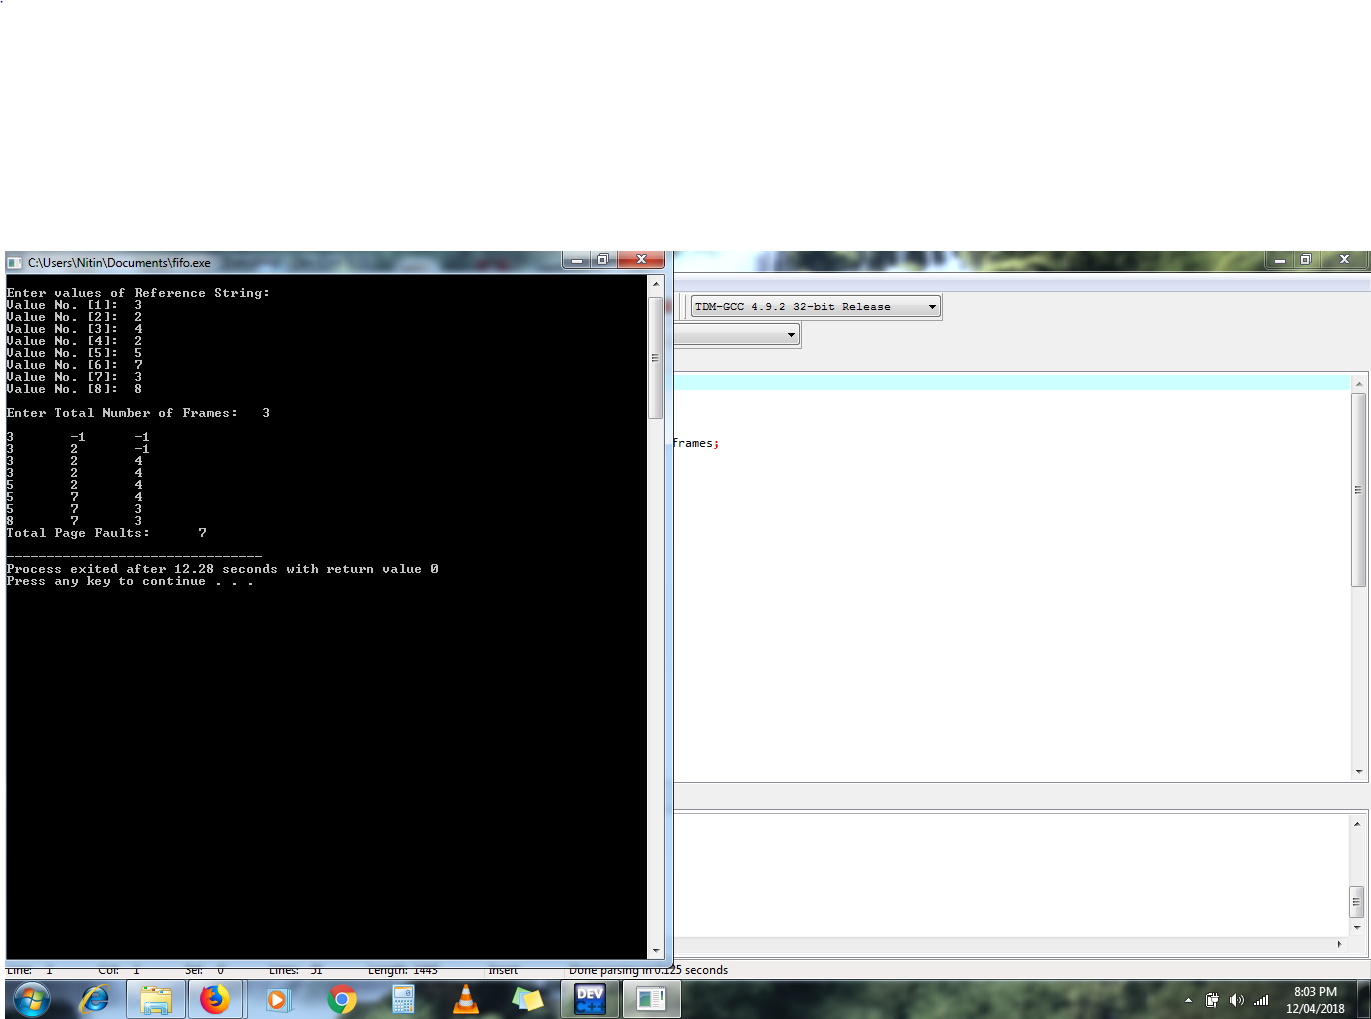 C:\Users\Nitin\Documents\fifo.exe
Enter values of Reference String:
Value No. [1]: 3
Value No. [2]: 2
Value No. [3]: 4
Value No. [4]: 2
Value No. [5]: 5
Value No. [6]: 7
Value No. [7]: 3
Value No. [8]: 8
Enter Total Number of Frames: 3
3 -1 -1
3 2 -1
3 2 4
3 2 4
5 2 4
5 7 4
5 7 3
8 7 3
Total Page Faults: 7
--------------------------------
Process exited after 12.28 seconds with return value 0
Press any key to continue . . .
TDM-GCC 4.9.2 32-bit Release
frames;
Line: 1 Col: 1 Sel: 0 Lines: 51 Length: 1443 Insert Done parsing in 0.125 seconds
DEV
C++
8:03 PM
12/04/2018